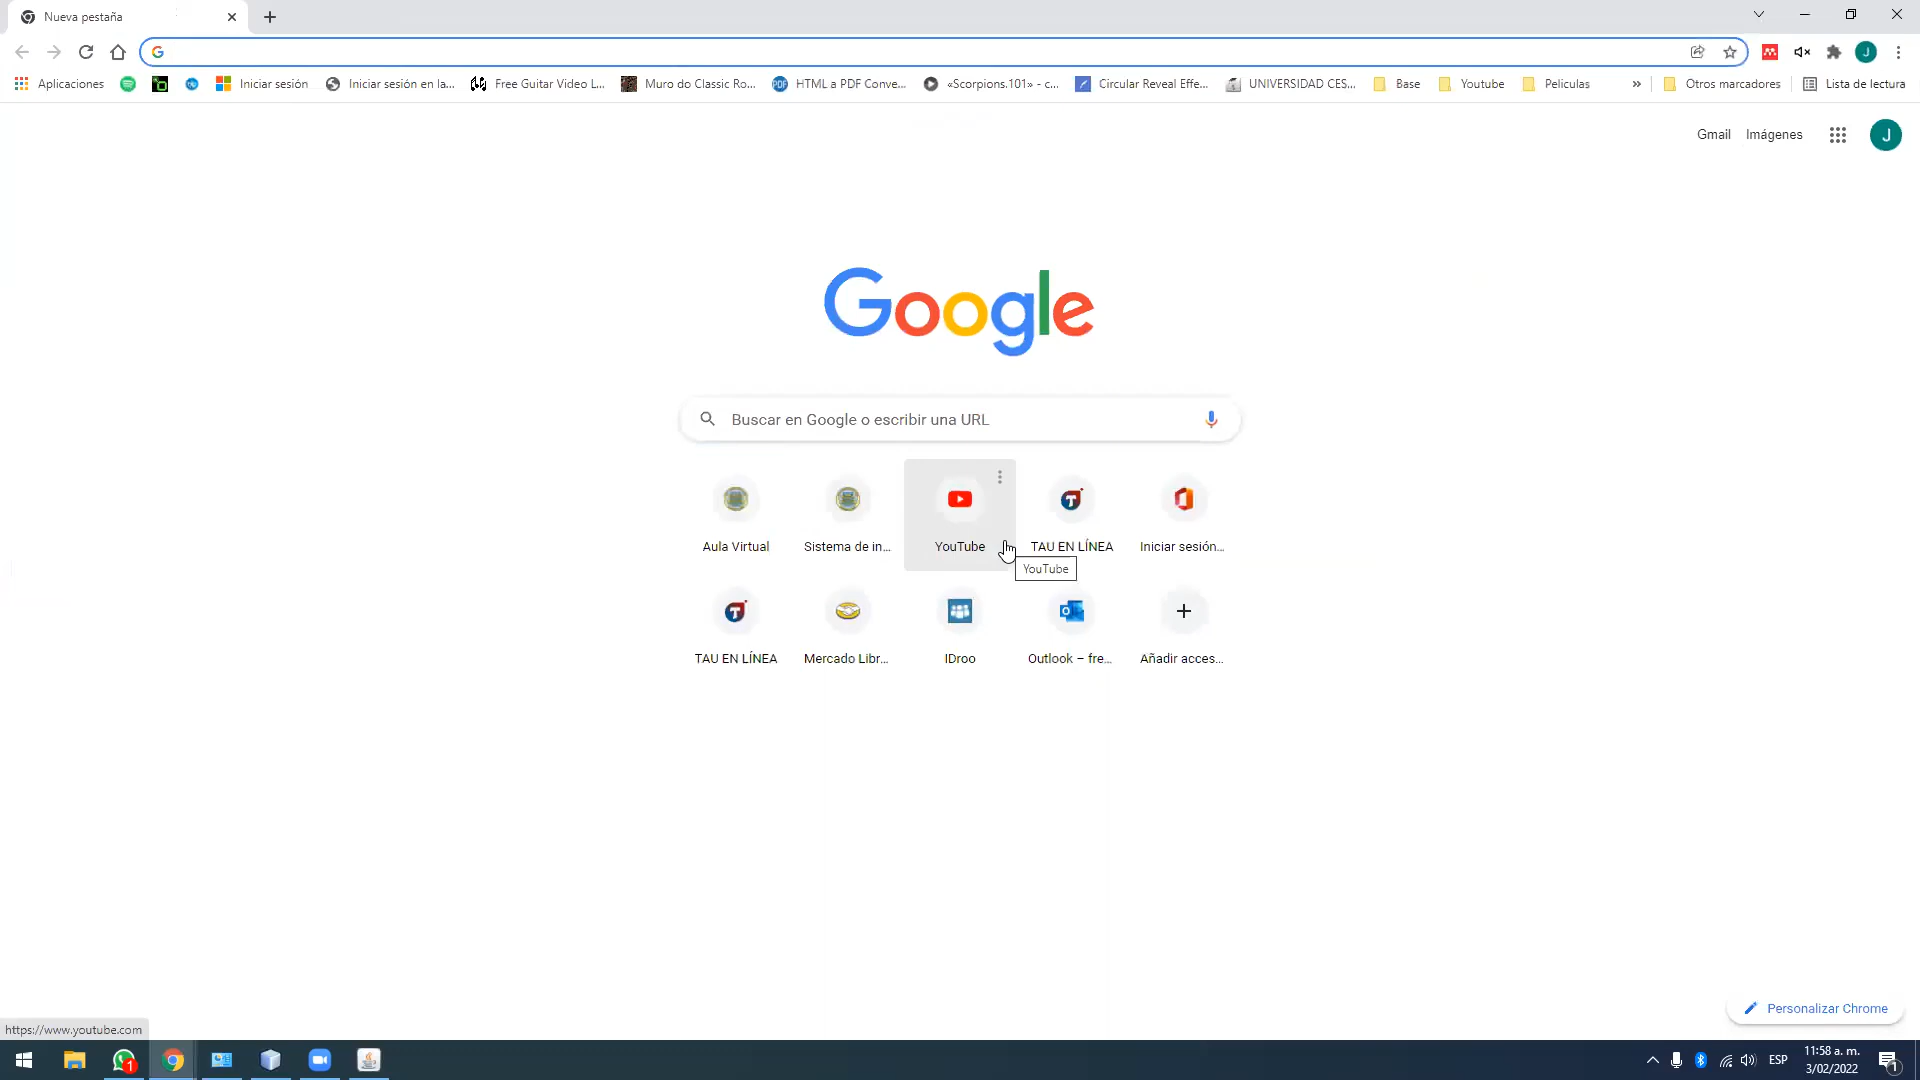 Nueva pestaña
Aplicaciones
Iniciar sesión
Iniciar sesión en la...
Free Guitar Video L...
Muro do Classic Ro...
HTML a PDF Conve...
«Scorpions.101» - c...
Circular Reveal Effe...
UNIVERSIDAD CES...
Base
Youtube
Peliculas
»
Otros marcadores
Lista de lectura
Gmail
Imágenes
J
Google
Buscar en Google o escribir una URL
Aula Virtual
Sistema de in...
YouTube
TAU EN LÍNEA
Iniciar sesión...
YouTube
TAU EN LÍNEA
Mercado Libr...
IDroo
Outlook – fre...
Añadir acces...
Personalizar Chrome
https://www.youtube.com
1
ESP
11:58 a. m.
3/02/2022
1